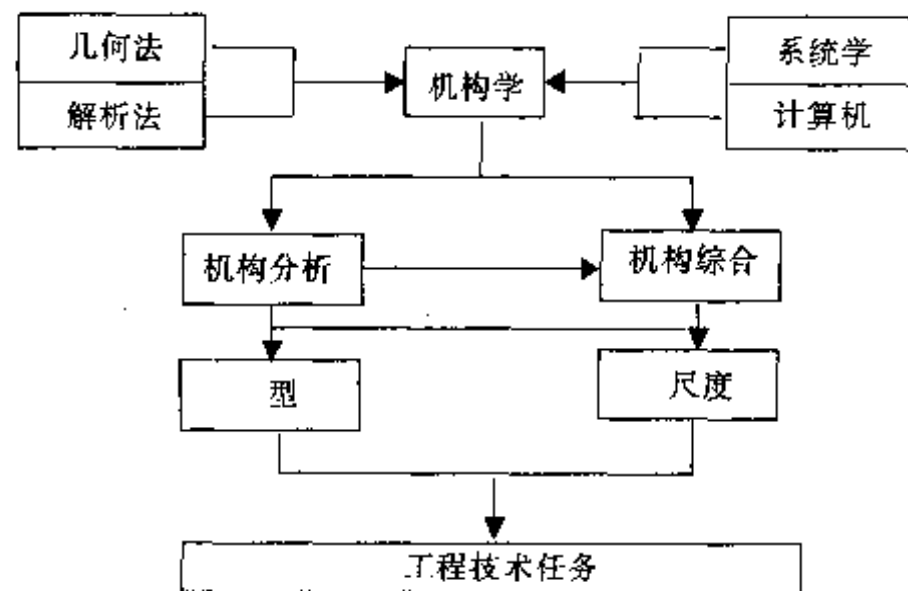 几何法
解析法
机构学
系统学
计算机
机构分析
机构综合
型
尺度
工程技术任务